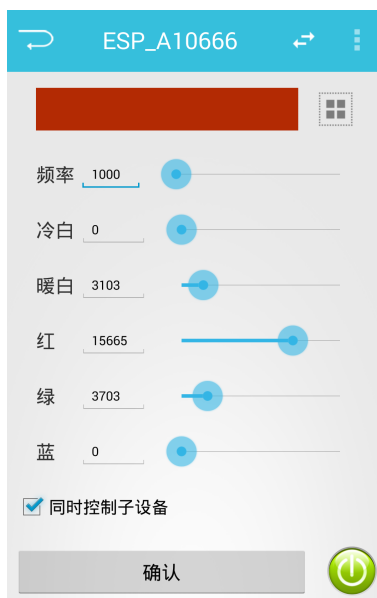 ESP_A10666
频率 1000
冷白 0
暖白 3103
红 15665
绿 3703
蓝 0
同时控制子设备
确认